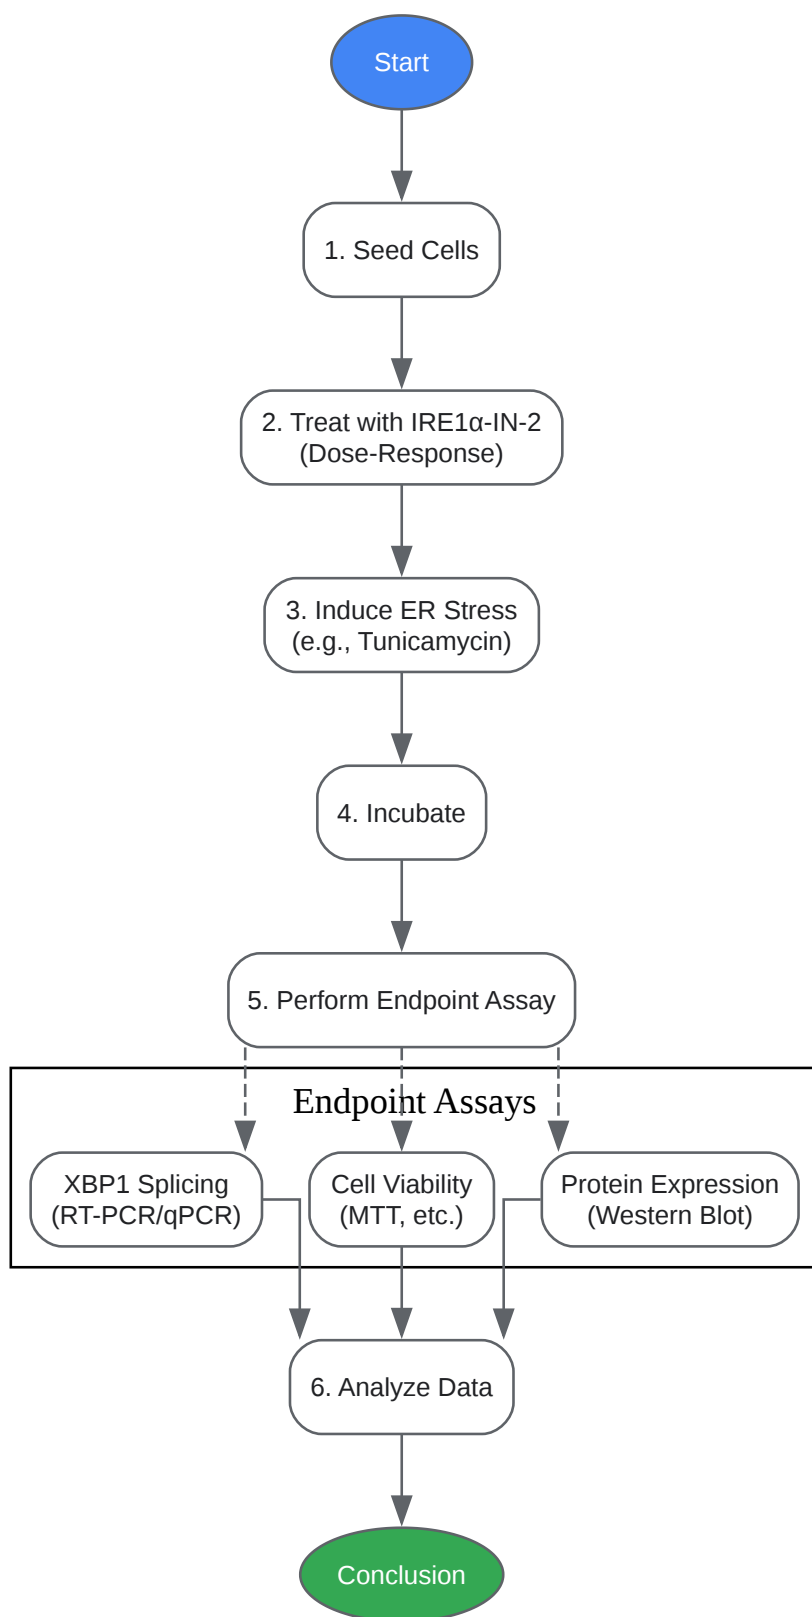 Start
1. Seed Cells
2. Treat with IRE1α-IN-2
(Dose-Response)
3. Induce ER Stress
(e.g., Tunicamycin)
4. Incubate
5. Perform Endpoint Assay
Endpoint Assays
XBP1 Splicing
(RT-PCR/qPCR)
Cell Viability
(MTT, etc.)
Protein Expression
(Western Blot)
6. Analyze Data
Conclusion